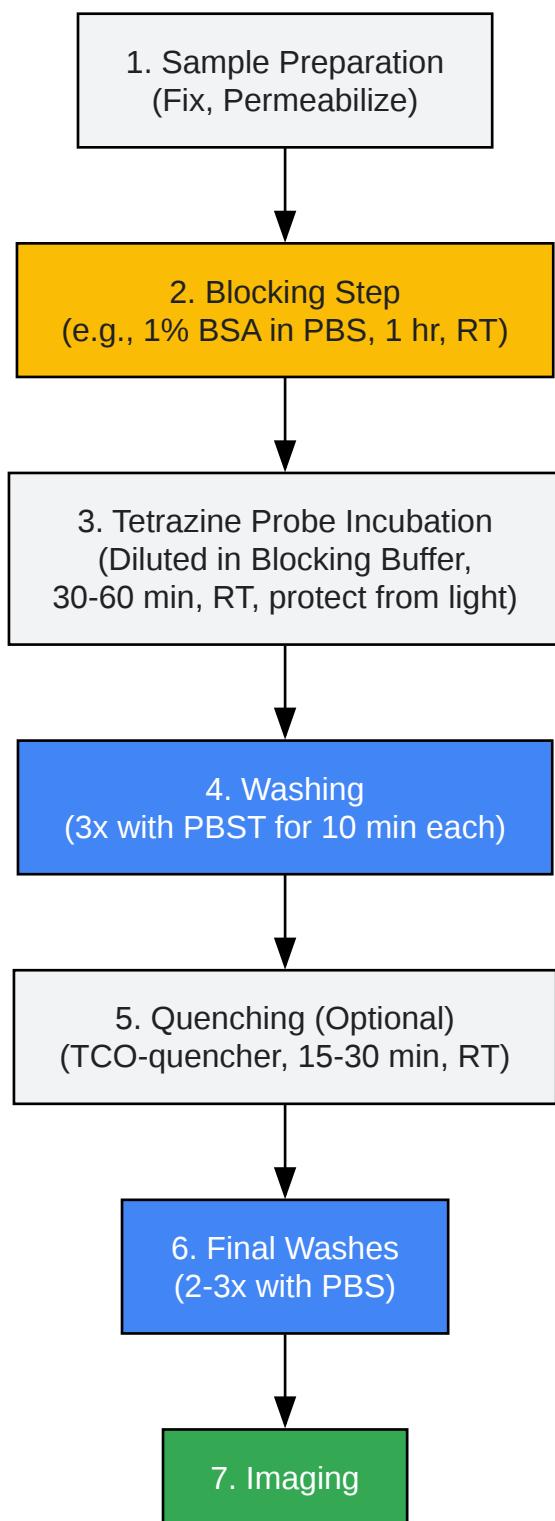 1. Sample Preparation
(Fix, Permeabilize)
2. Blocking Step
(e.g., 1% BSA in PBS, 1 hr, RT)
3. Tetrazine Probe Incubation
(Diluted in Blocking Buffer,
30-60 min, RT, protect from light)
4. Washing
(3x with PBST for 10 min each)
5. Quenching (Optional)
(TCO-quencher, 15-30 min, RT)
6. Final Washes
(2-3x with PBS)
7. Imaging